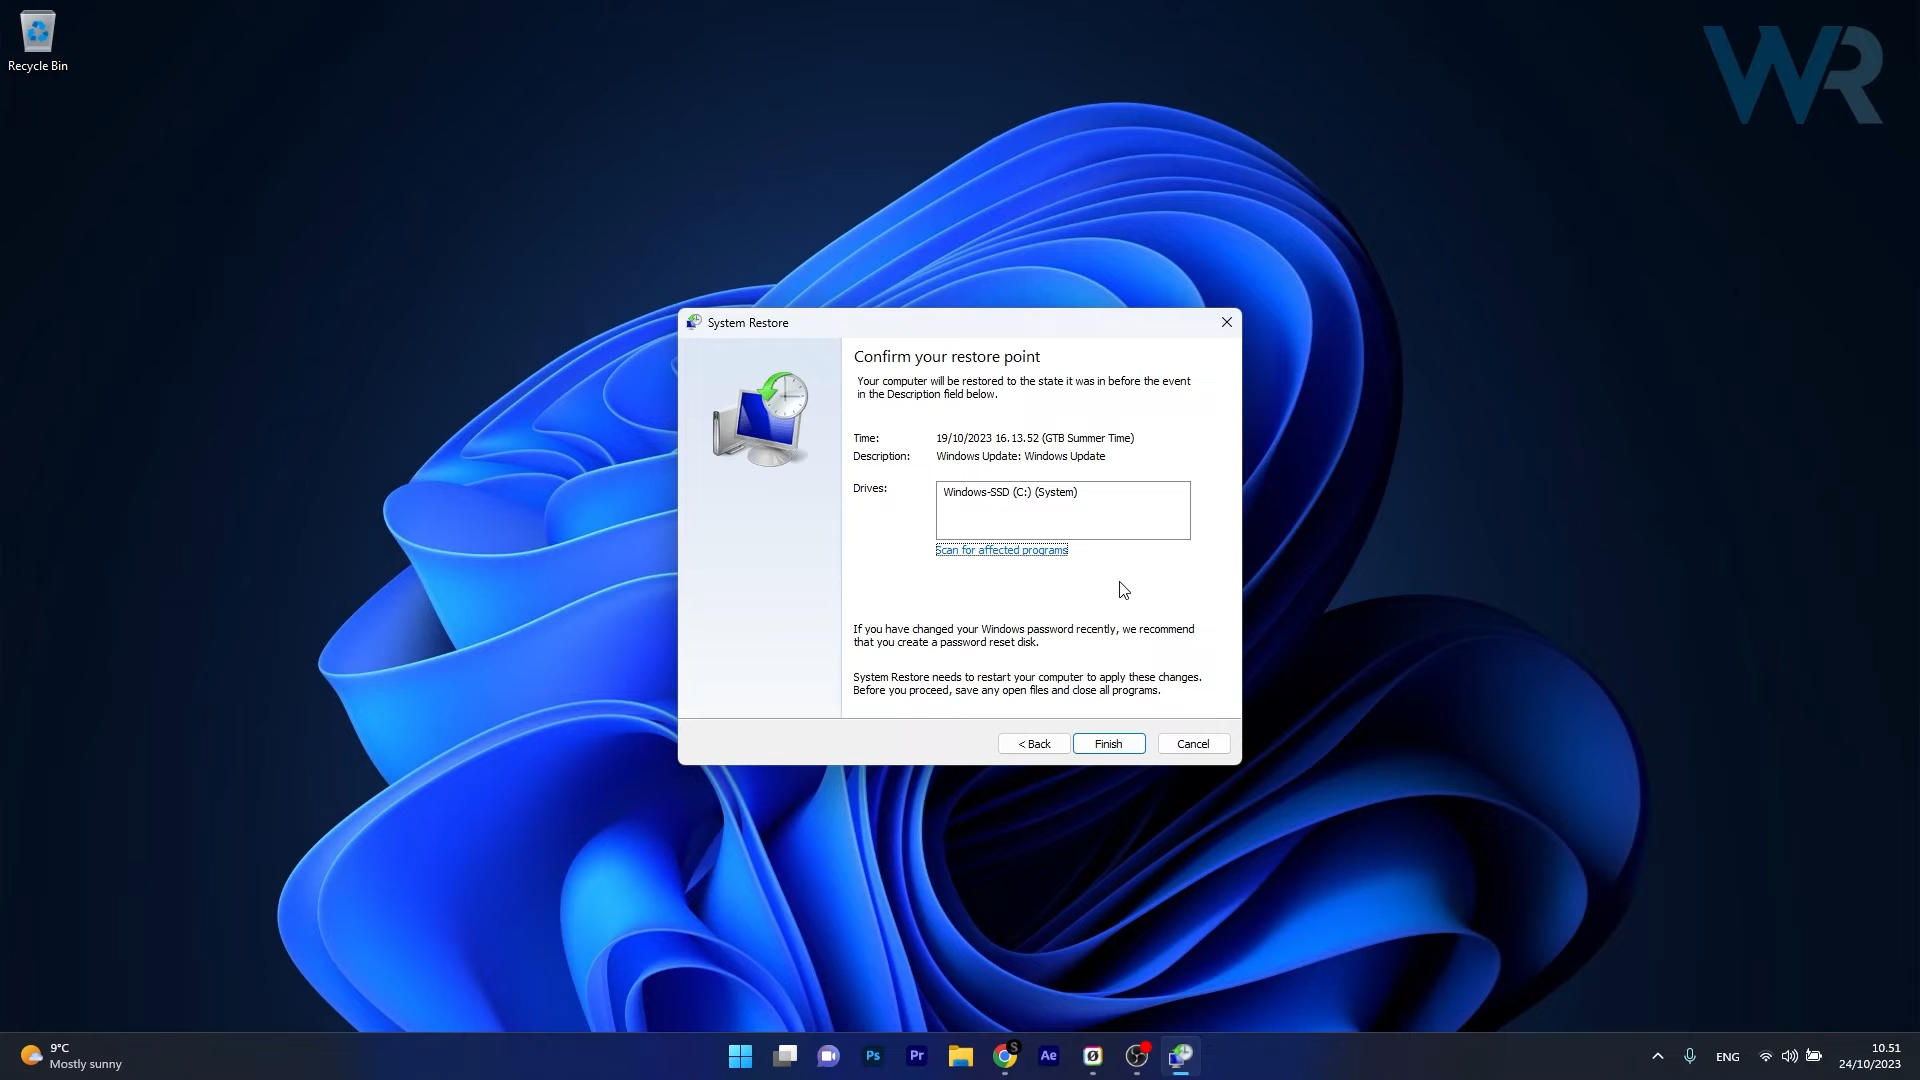 Recycle Bin
WR
System Restore
Confirm your restore point
Your computer will be restored to the state it was in before the event
in the Description field below.
Time: 19/10/2023 16.13.52 (GTB Summer Time)
Description: Windows Update: Windows Update
Drives: Windows-SSD (C:) (System)
Scan for affected programs
If you have changed your Windows password recently, we recommend
that you create a password reset disk.
System Restore needs to restart your computer to apply these changes.
Before you proceed, save any open files and close all programs.
< Back Finish Cancel
9°C
Mostly sunny
Ps Pr S Ae
ENG
10.51
24/10/2023